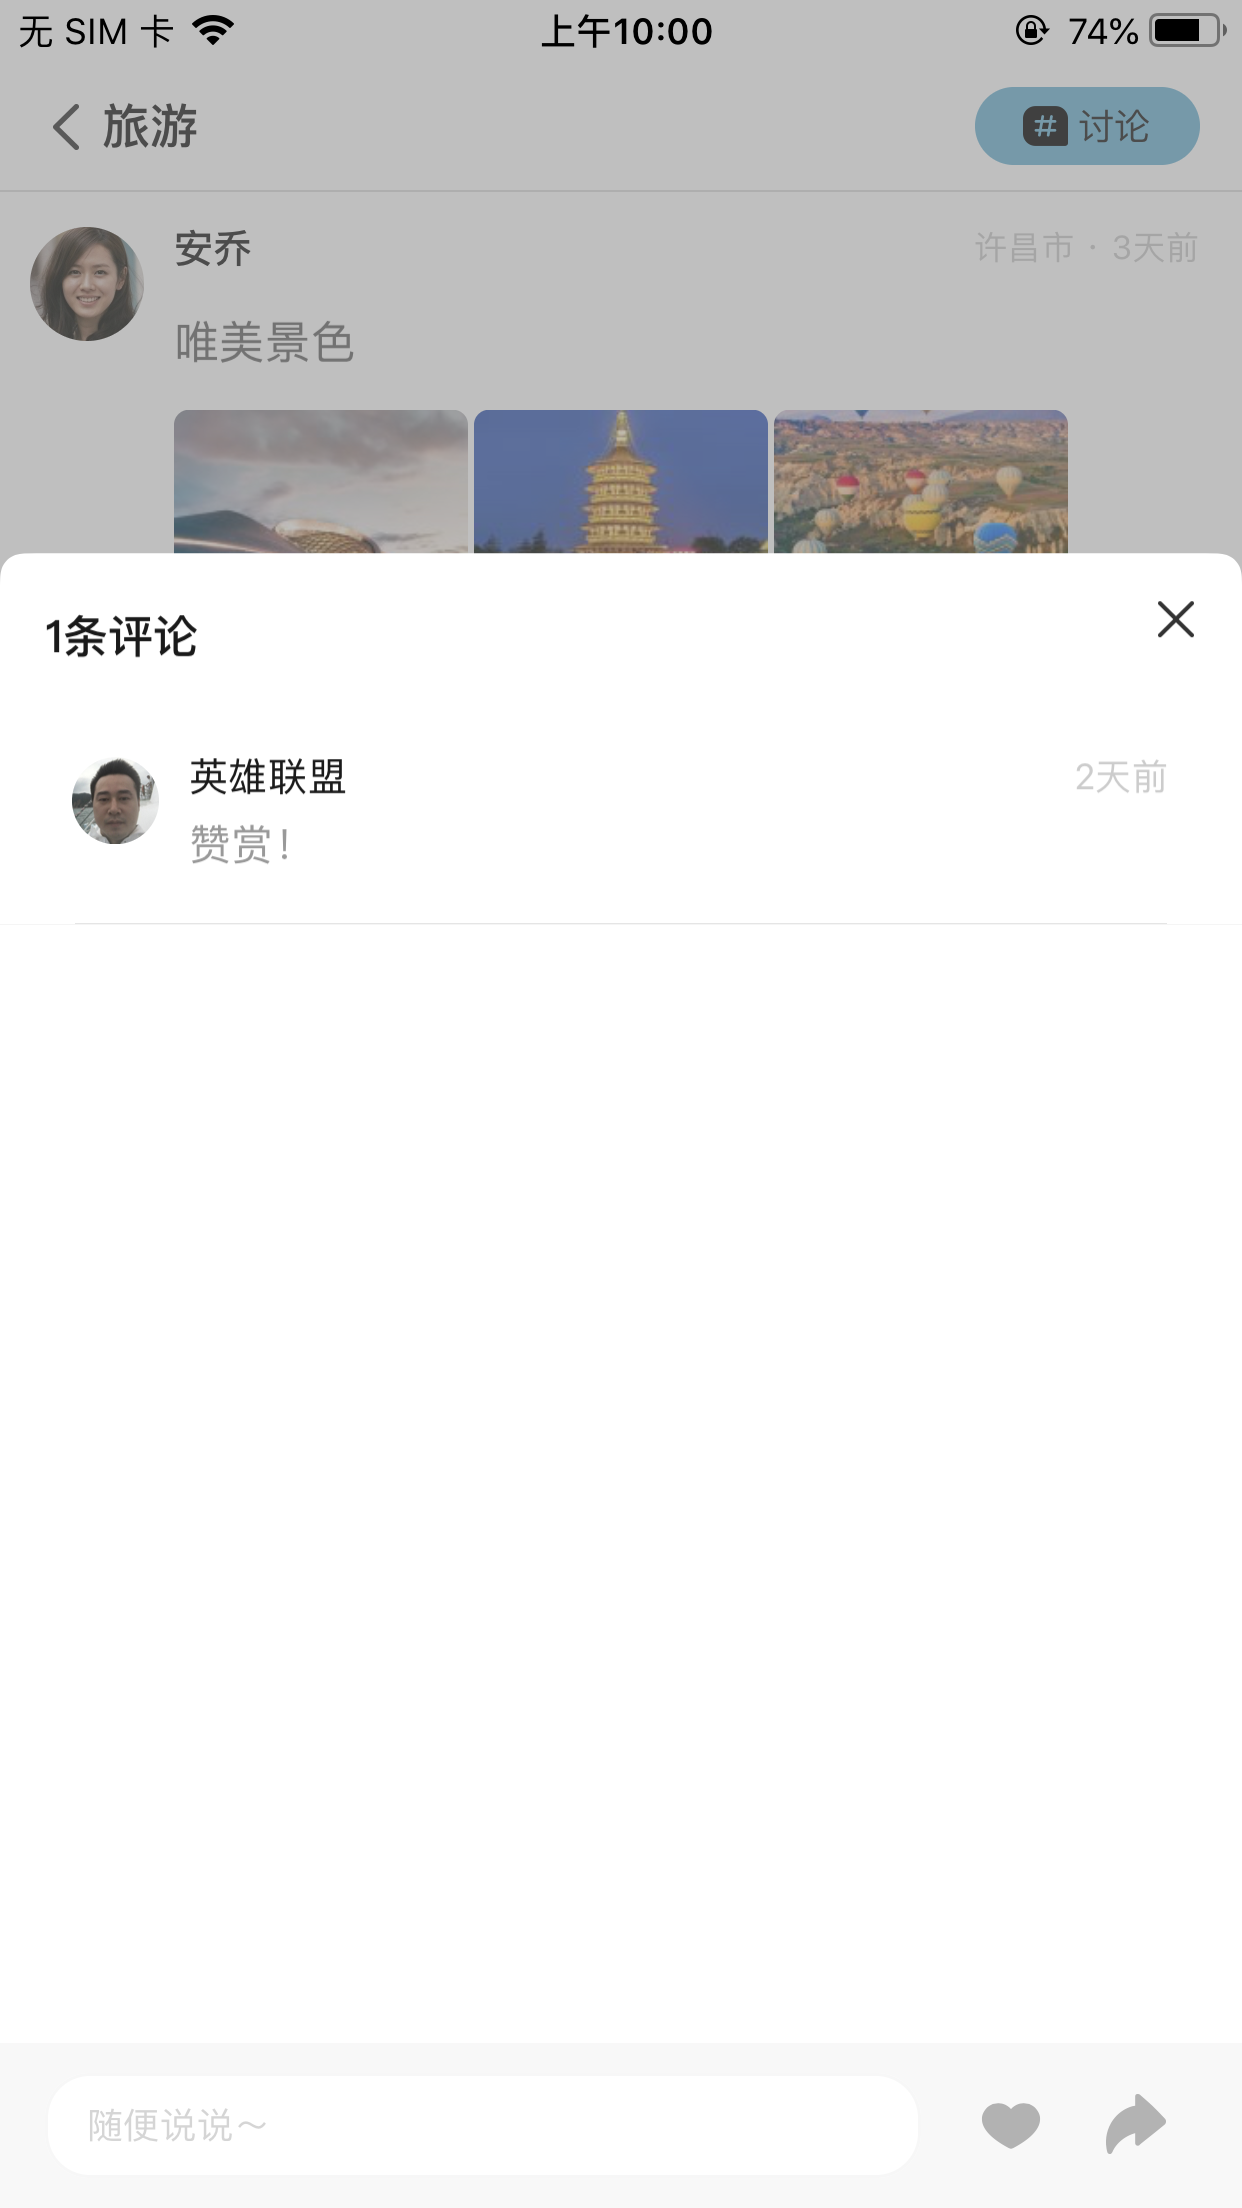 无 SIM 卡 上午10:00 74%
旅游 # 讨论
安乔 许昌市 · 3天前
唯美景色
1条评论
英雄联盟 2天前
赞赏！
随便说说～